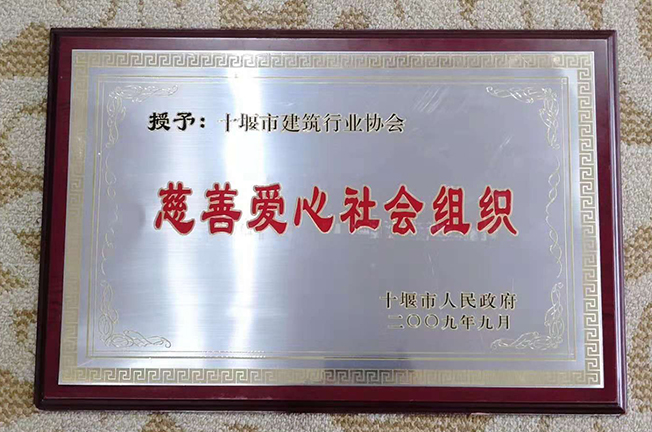 授予：十堰市建筑行业协会
慈善爱心社会组织
十堰市人民政府
二〇〇九年九月